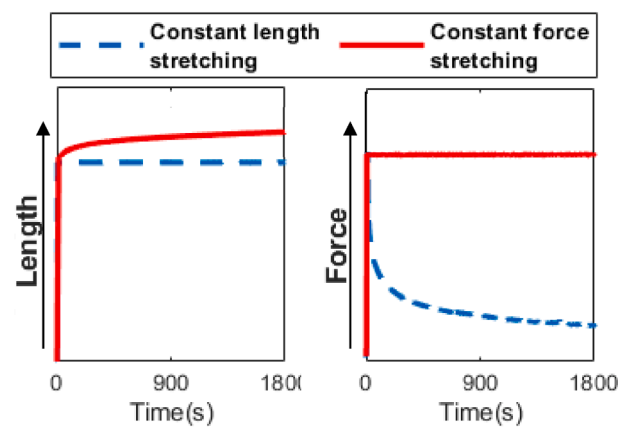 Constant length stretching
Constant force stretching
Length
0 900 1800
Time(s)
Force
0 900 1800
Time(s)